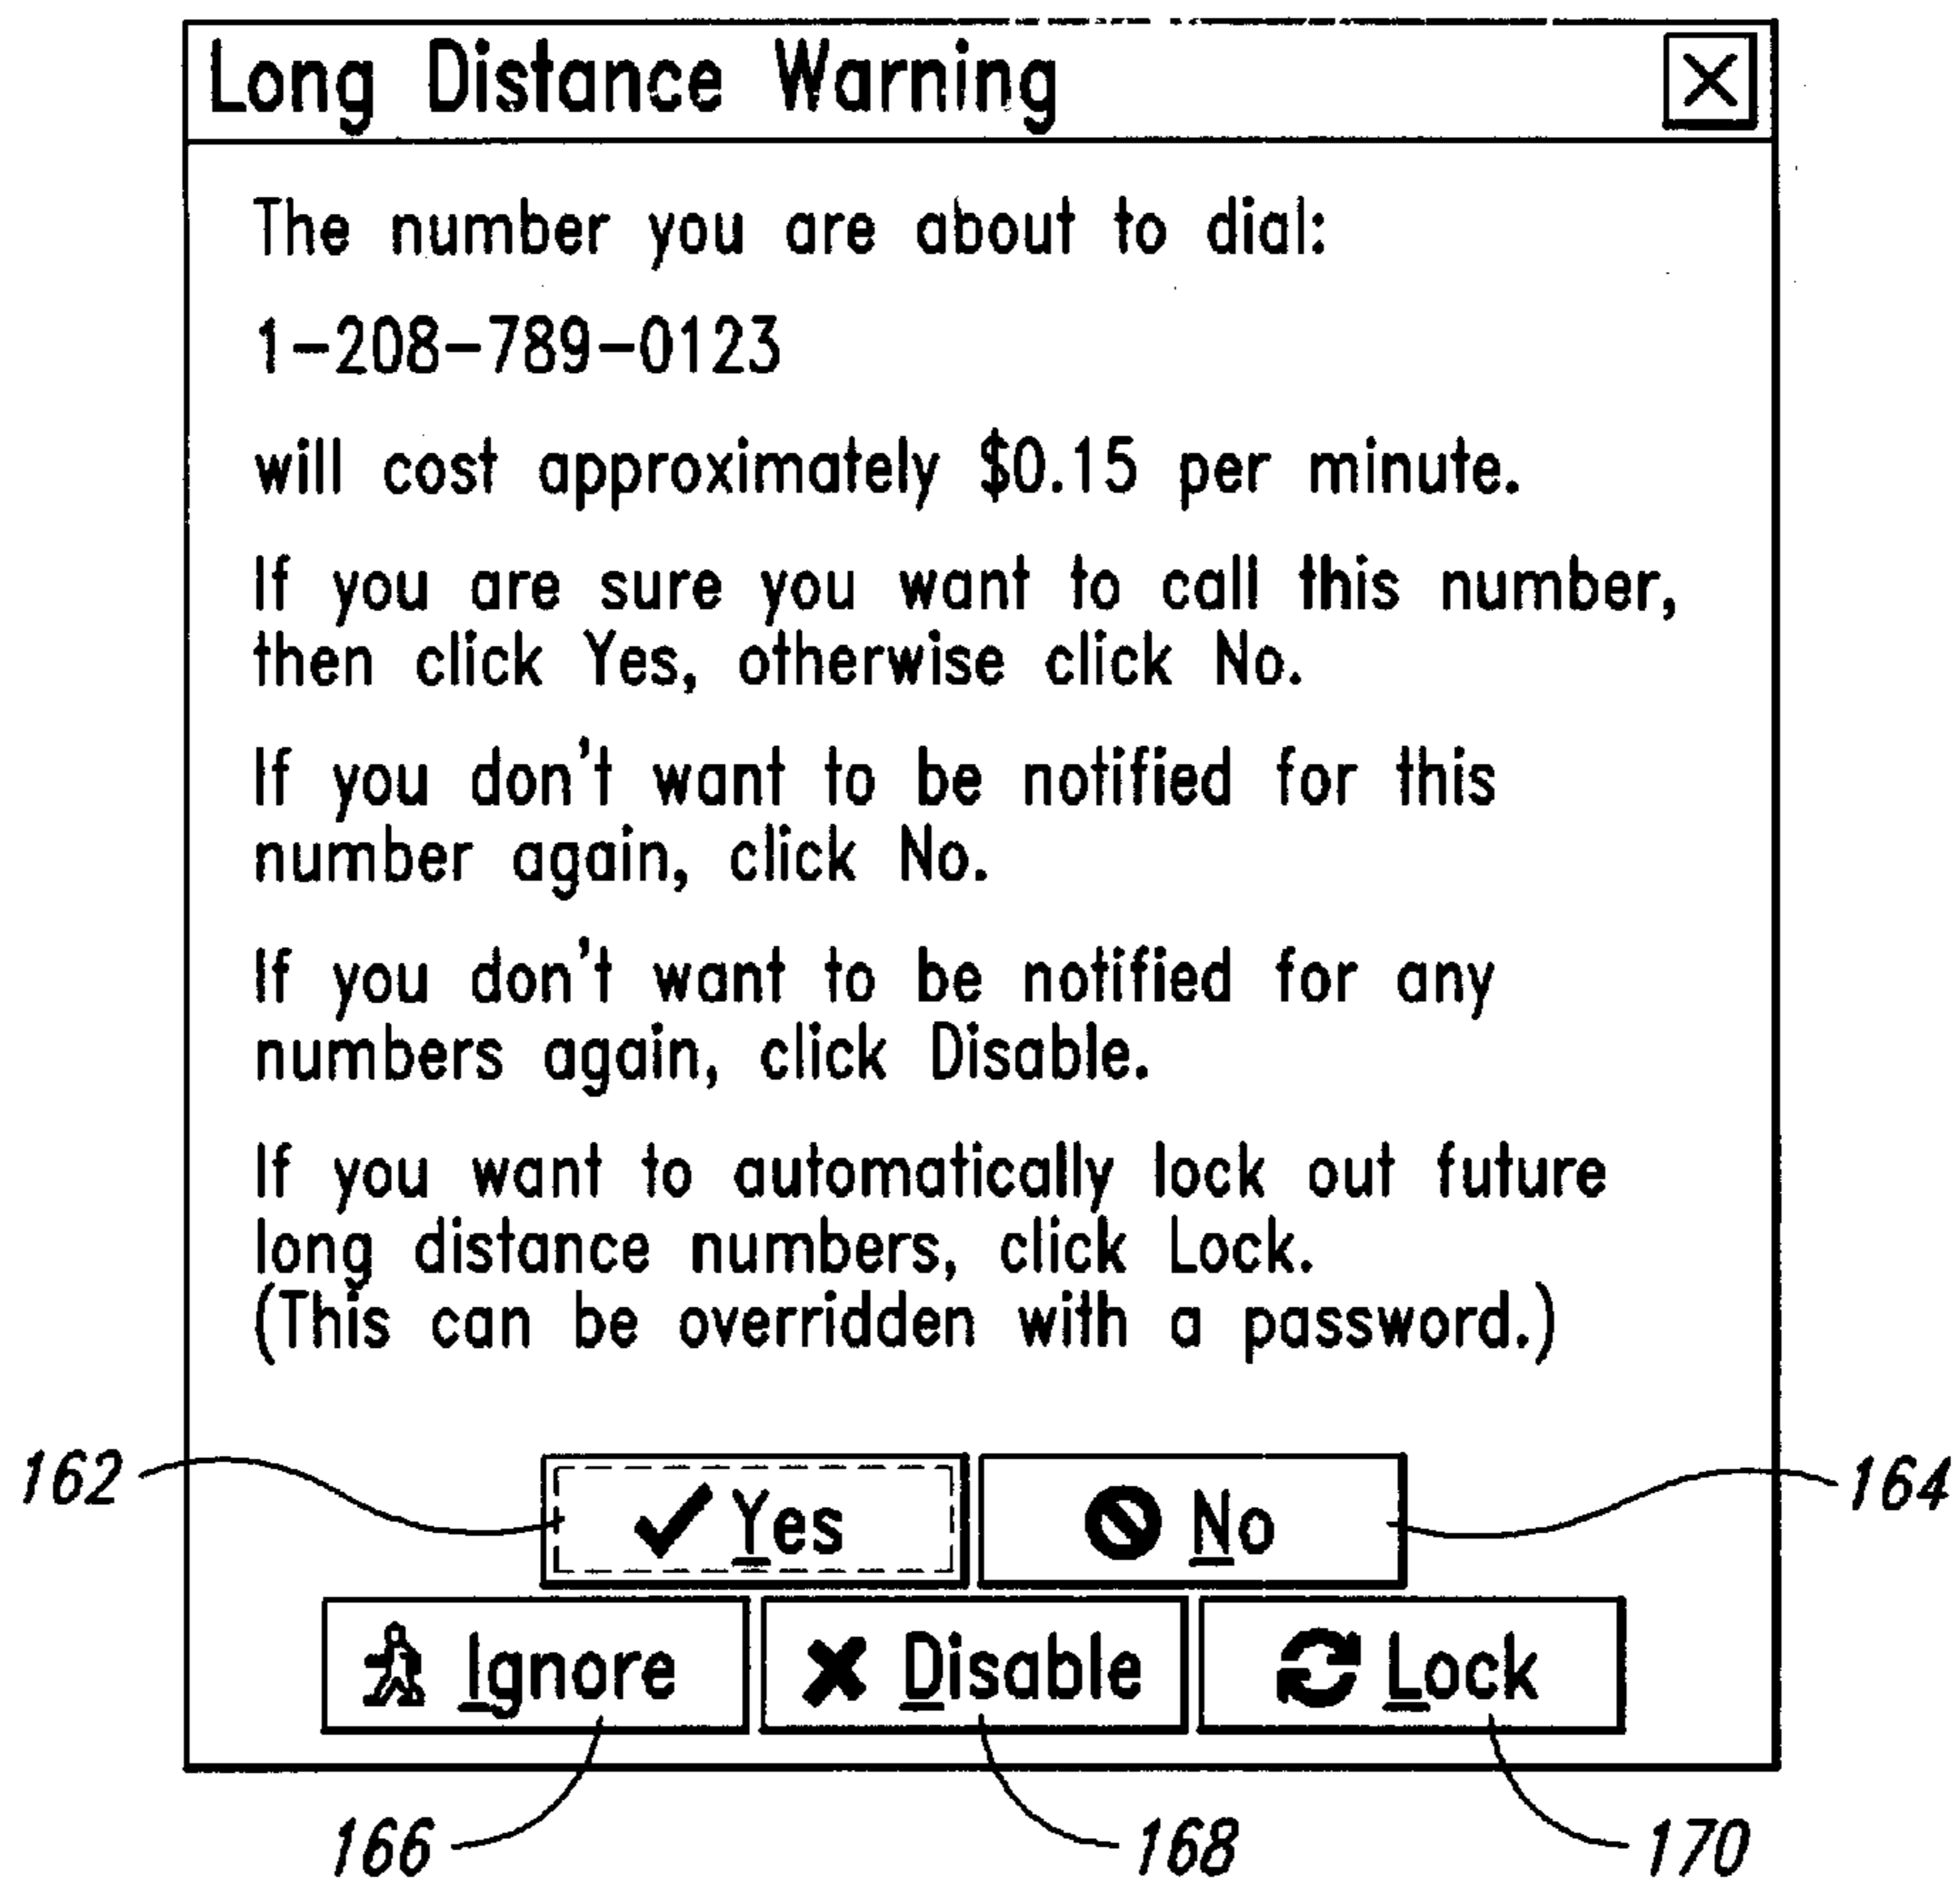 Long Distance Warning
The number you are about to dial:
1-208-789-0123
will cost approximately $0.15 per minute.
If you are sure you want to call this number,
then click Yes, otherwise click No.
If you don't want to be notified for this
number again, click No.
If you don't want to be notified for any
numbers again, click Disable.
If you want to automatically lock out future
long distance numbers, click Lock.
(This can be overridden with a password.)
162 Yes No 164
Ignore Disable Lock
166 168 170